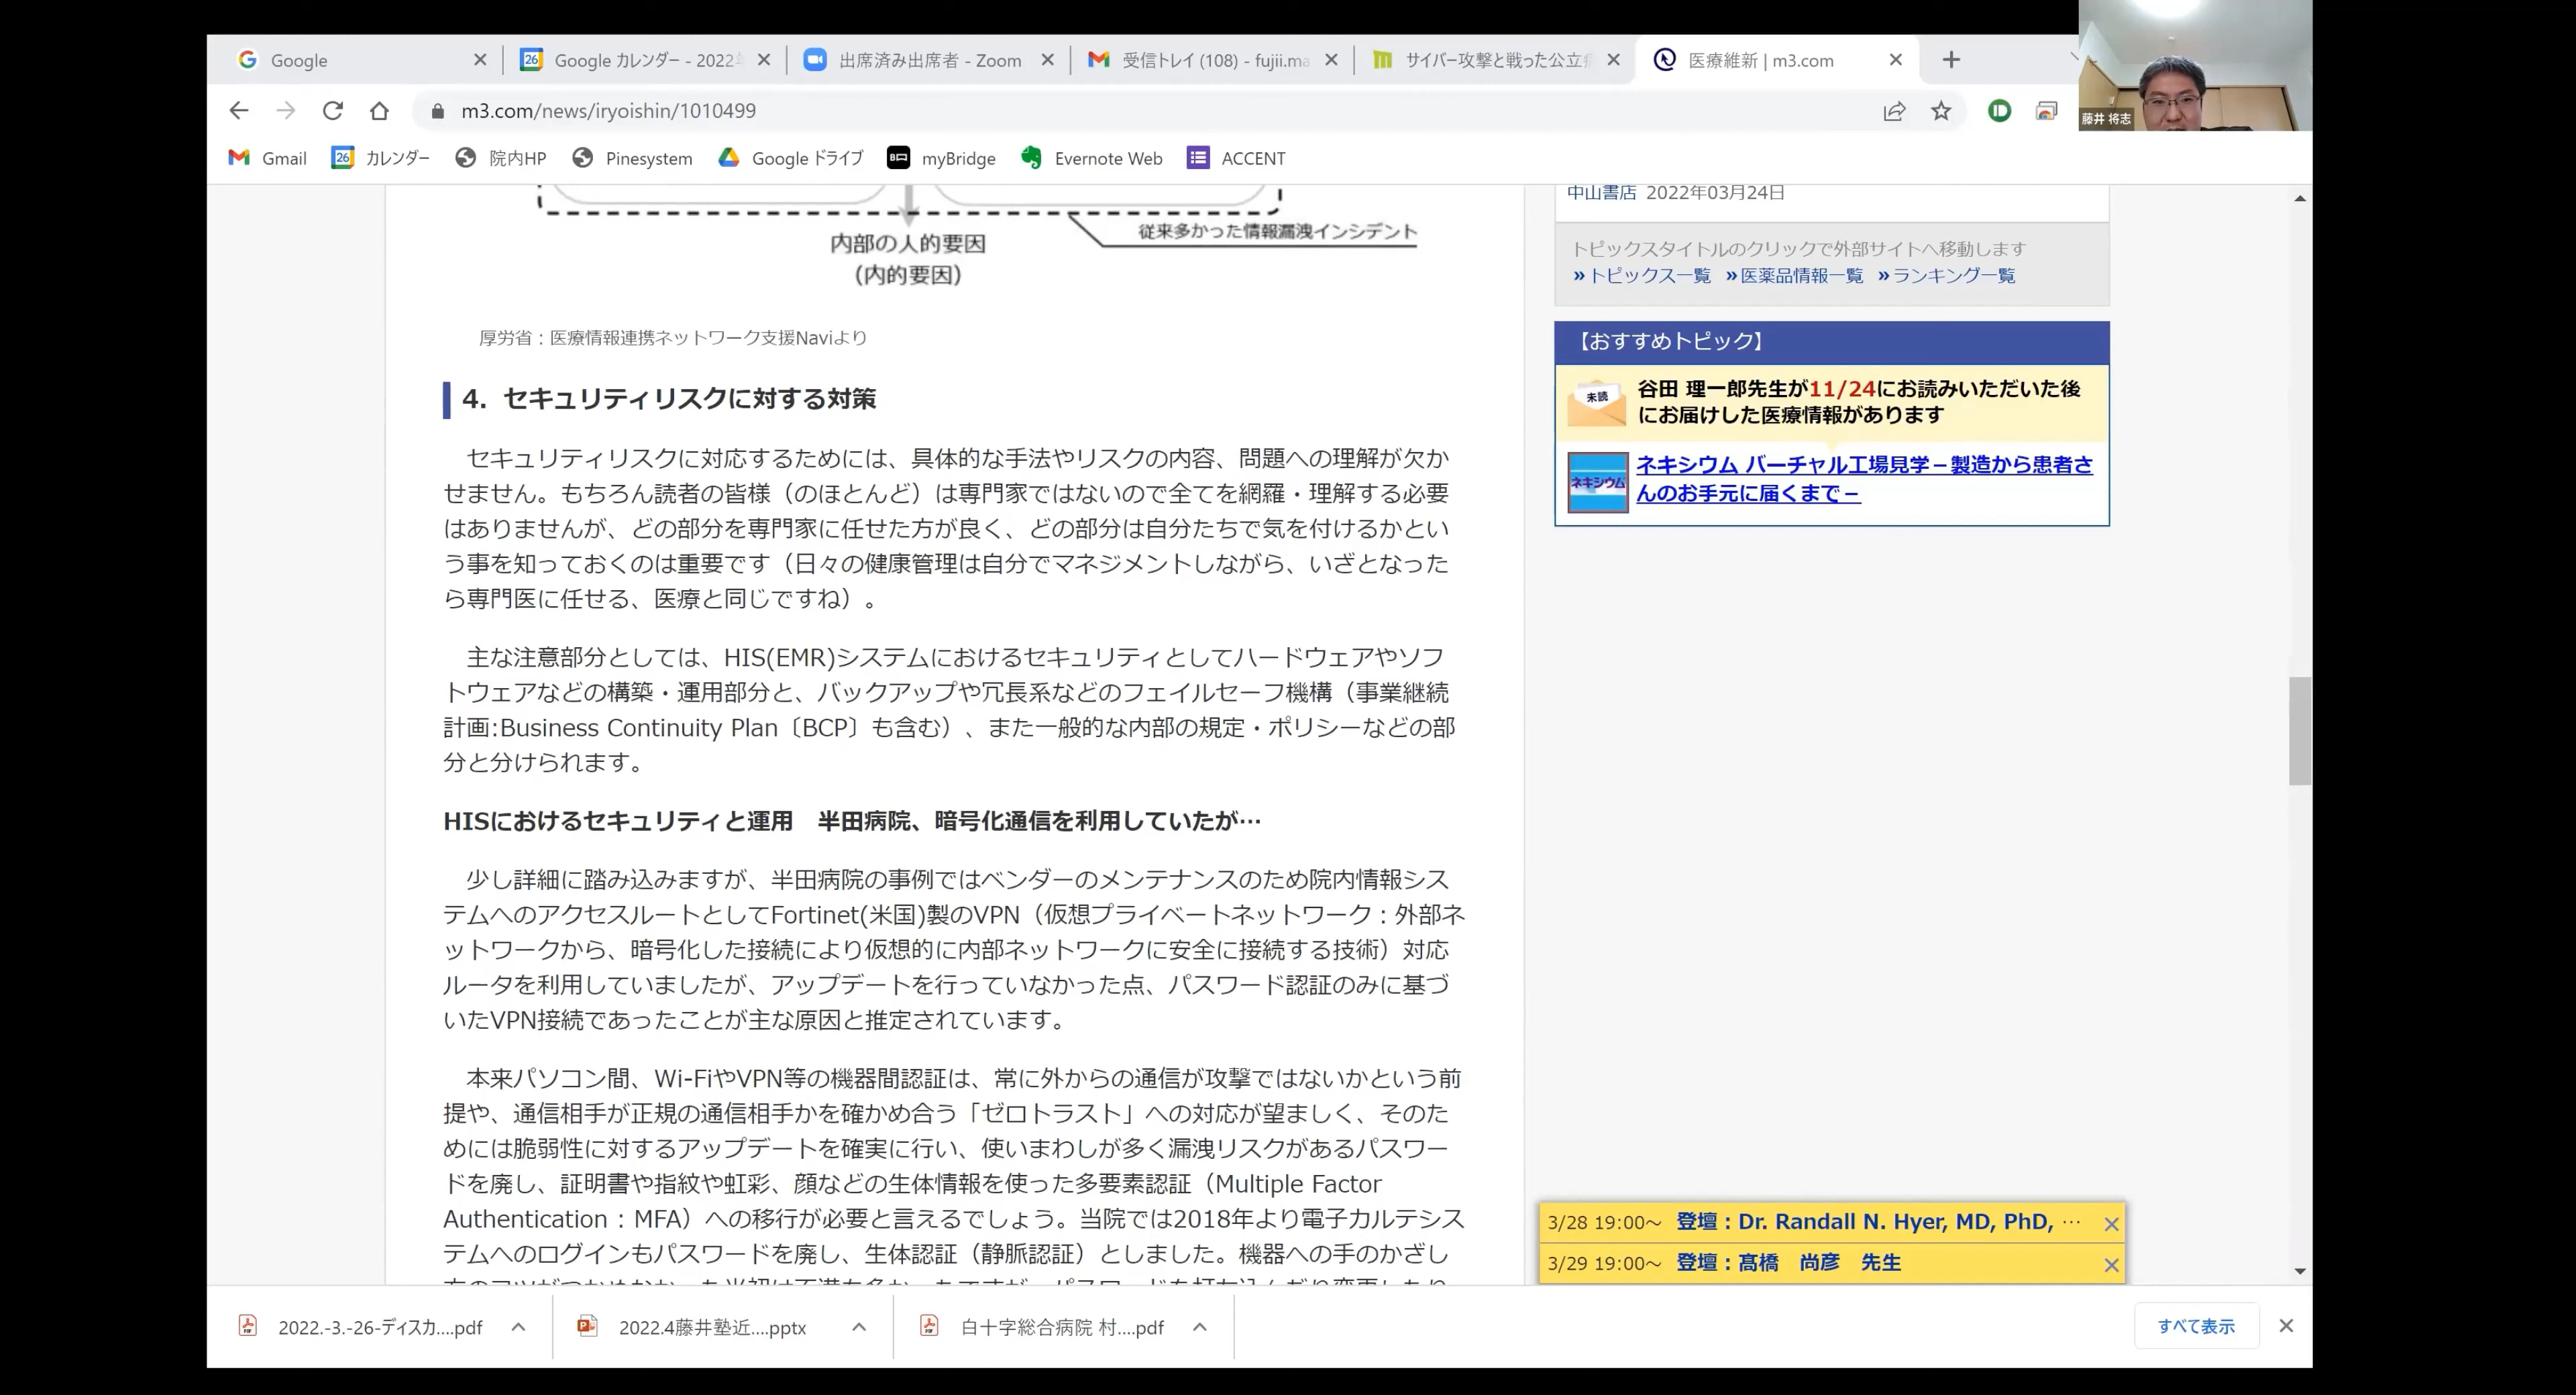 Google
Google カレンダー - 2022年
出席済み出席者 - Zoom
受信トレイ (108) - fujii.ma
サイバー攻撃と戦った公立病
医療維新 | m3.com
m3.com/news/iryoishin/1010499
藤井 将志
Gmail
カレンダー
院内HP
Pinesystem
Google ドライブ
myBridge
Evernote Web
ACCENT
従来多かった情報漏洩インシデント
内部の人的要因
(内的要因)
厚労省：医療情報連携ネットワーク支援Naviより
4．セキュリティリスクに対する対策
セキュリティリスクに対応するためには、具体的な手法やリスクの内容、問題への理解が欠か
せません。もちろん読者の皆様（のほとんど）は専門家ではないので全てを網羅・理解する必要
はありませんが、どの部分を専門家に任せた方が良く、どの部分は自分たちで気を付けるかとい
う事を知っておくのは重要です（日々の健康管理は自分でマネジメントしながら、いざとなった
ら専門医に任せる、医療と同じですね）。
主な注意部分としては、HIS(EMR)システムにおけるセキュリティとしてハードウェアやソフ
トウェアなどの構築・運用部分と、バックアップや冗長系などのフェイルセーフ機構（事業継続
計画:Business Continuity Plan〔BCP〕も含む）、また一般的な内部の規定・ポリシーなどの部
分と分けられます。
HISにおけるセキュリティと運用　半田病院、暗号化通信を利用していたが…
少し詳細に踏み込みますが、半田病院の事例ではベンダーのメンテナンスのため院内情報シス
テムへのアクセスルートとしてFortinet(米国)製のVPN（仮想プライベートネットワーク：外部ネ
ットワークから、暗号化した接続により仮想的に内部ネットワークに安全に接続する技術）対応
ルータを利用していましたが、アップデートを行っていなかった点、パスワード認証のみに基づ
いたVPN接続であったことが主な原因と推定されています。
本来パソコン間、Wi-FiやVPN等の機器間認証は、常に外からの通信が攻撃ではないかという前
提や、通信相手が正規の通信相手かを確かめ合う「ゼロトラスト」への対応が望ましく、そのた
めには脆弱性に対するアップデートを確実に行い、使いまわしが多く漏洩リスクがあるパスワー
ドを廃し、証明書や指紋や虹彩、顔などの生体情報を使った多要素認証（Multiple Factor
Authentication：MFA）への移行が必要と言えるでしょう。当院では2018年より電子カルテシス
テムへのログインもパスワードを廃し、生体認証（静脈認証）としました。機器への手のかざし
中山書店 2022年03月24日
トピックスタイトルのクリックで外部サイトへ移動します
» トピックス一覧 » 医薬品情報一覧 » ランキング一覧
【おすすめトピック】
未読
谷田 理一郎先生が11/24にお読みいただいた後
にお届けした医療情報があります
ネキシウム
ネキシウム バーチャル工場見学－製造から患者さ
んのお手元に届くまで－
3/28 19:00～ 登壇：Dr. Randall N. Hyer, MD, PhD, …
3/29 19:00～ 登壇：髙橋　尚彦　先生
2022.-3.-26-ディスカ....pdf
2022.4藤井塾近....pptx
白十字総合病院 村....pdf
すべて表示